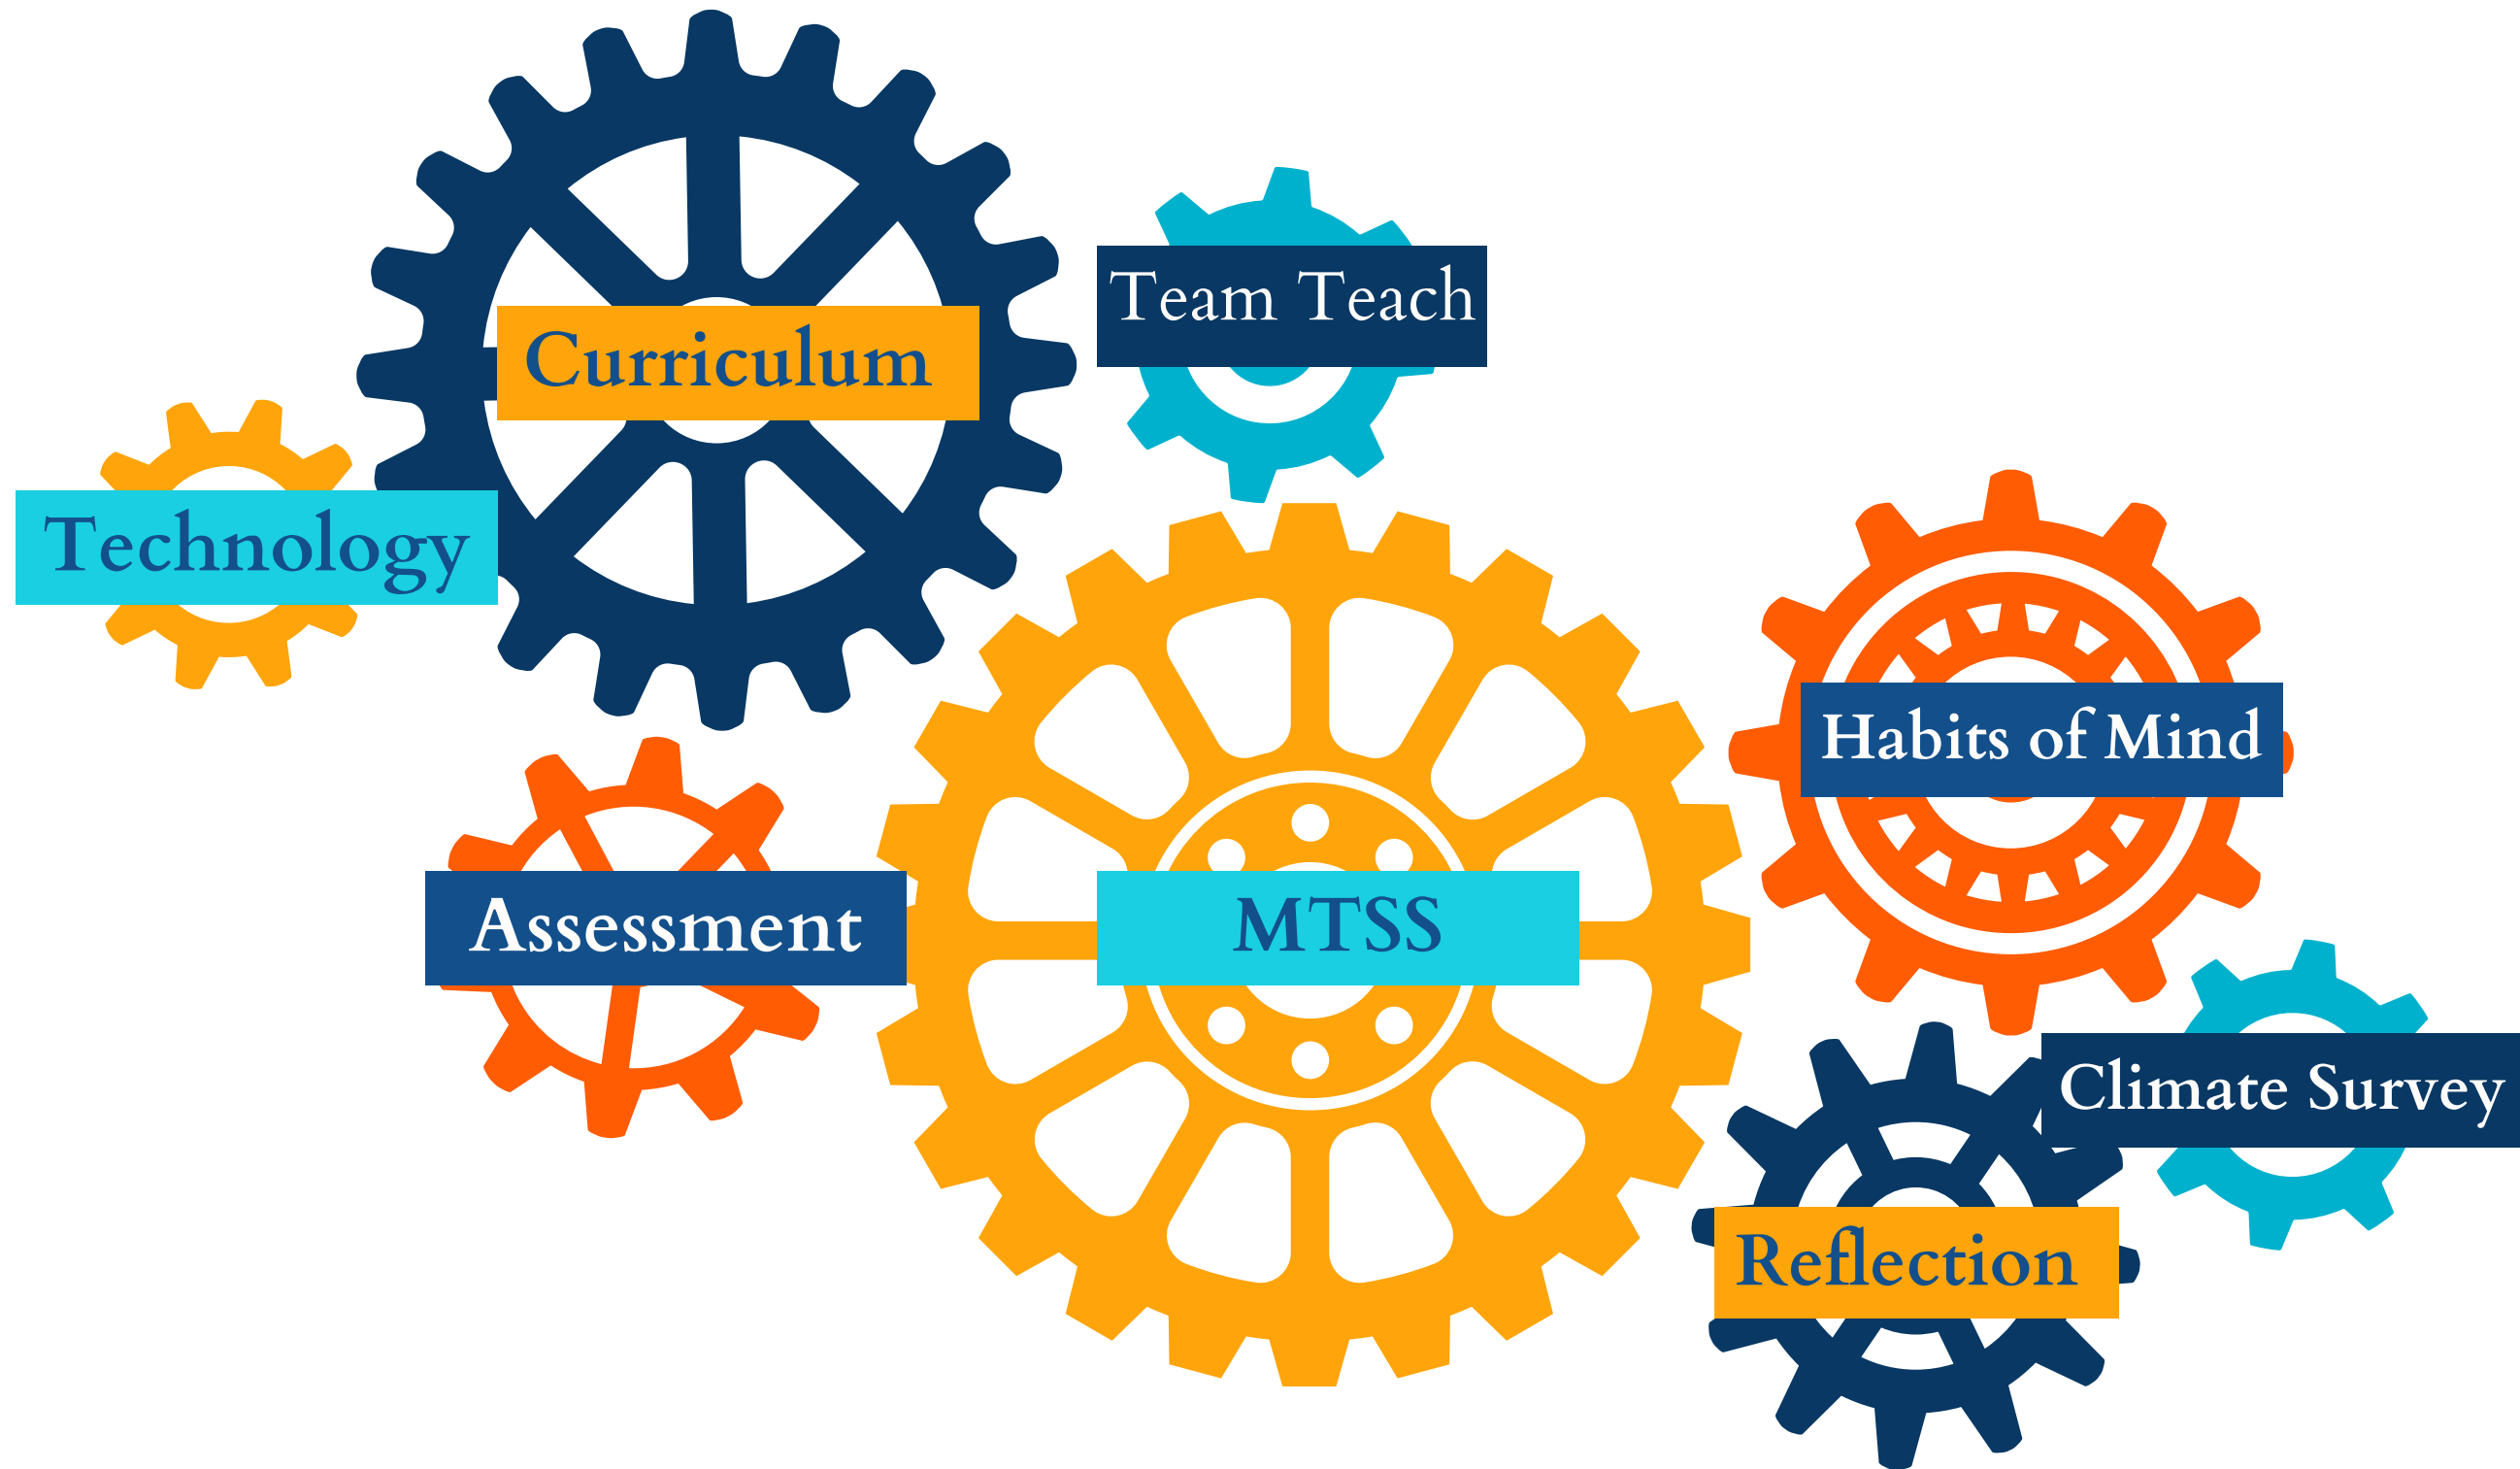 Team Teach
Curriculum
Technology
Habits of Mind
Assessment
MTSS
Climate Survey
Reflection